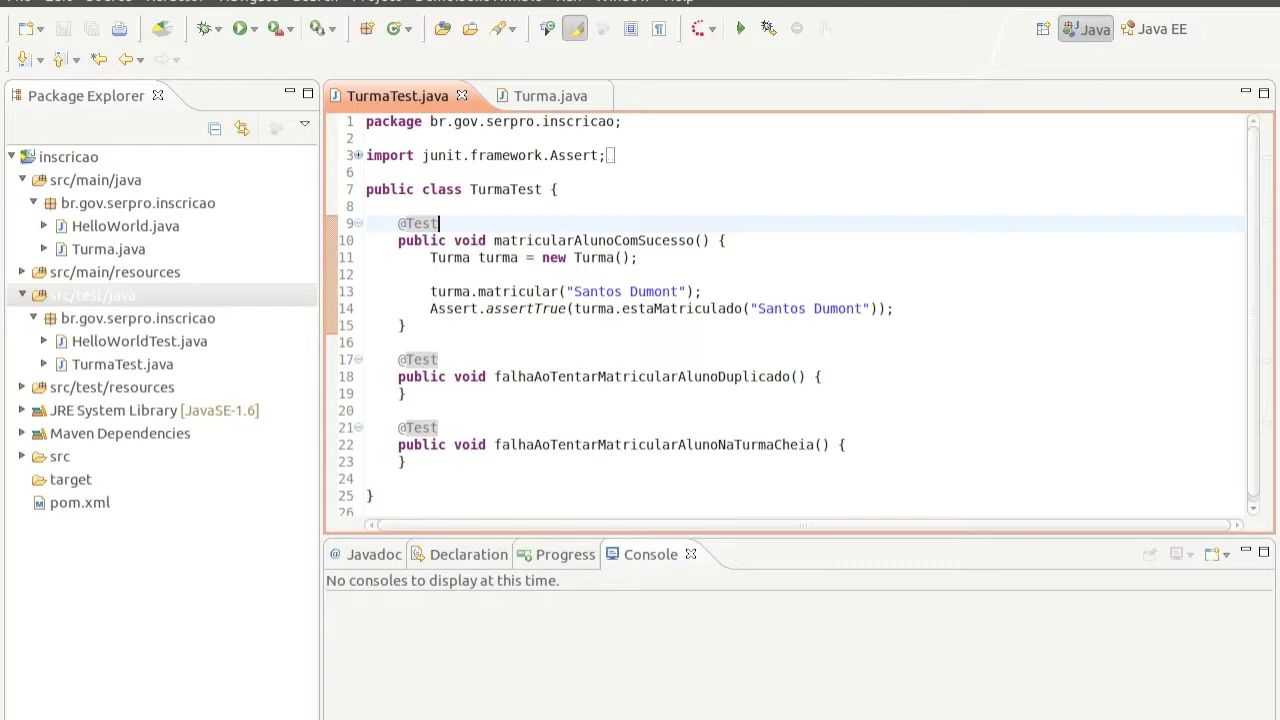 Java
Java EE
Package Explorer
TurmaTest.java
Turma.java
inscricao
src/main/java
br.gov.serpro.inscricao
HelloWorld.java
Turma.java
src/main/resources
src/test/java
br.gov.serpro.inscricao
HelloWorldTest.java
TurmaTest.java
src/test/resources
JRE System Library [JavaSE-1.6]
Maven Dependencies
src
target
pom.xml
1 package br.gov.serpro.inscricao;
2
3 import junit.framework.Assert;
6
7 public class TurmaTest {
8
9 @Test
10 public void matricularAlunoComSucesso() {
11 Turma turma = new Turma();
12
13 turma.matricular("Santos Dumont");
14 Assert.assertTrue(turma.estaMatriculado("Santos Dumont"));
15 }
16
17 @Test
18 public void falhaAoTentarMatricularAlunoDuplicado() {
19 }
20
21 @Test
22 public void falhaAoTentarMatricularAlunoNaTurmaCheia() {
23 }
24
25 }
26
Javadoc
Declaration
Progress
Console
No consoles to display at this time.